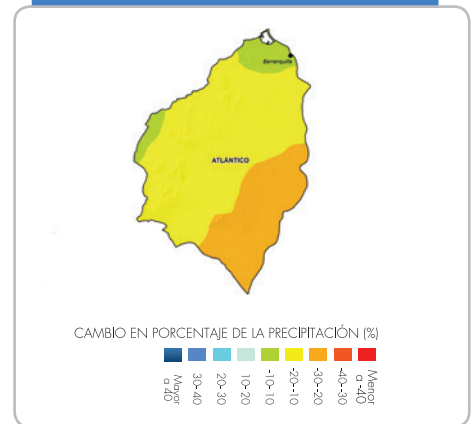 Barranquilla
ATLÁNTICO
CAMBIO EN PORCENTAJE DE LA PRECIPITACIÓN (%)
Mayor a 40
30- 40
20- 30
10- 20
-10-10
-20--10
-30--20
-40--30
Menor a -40